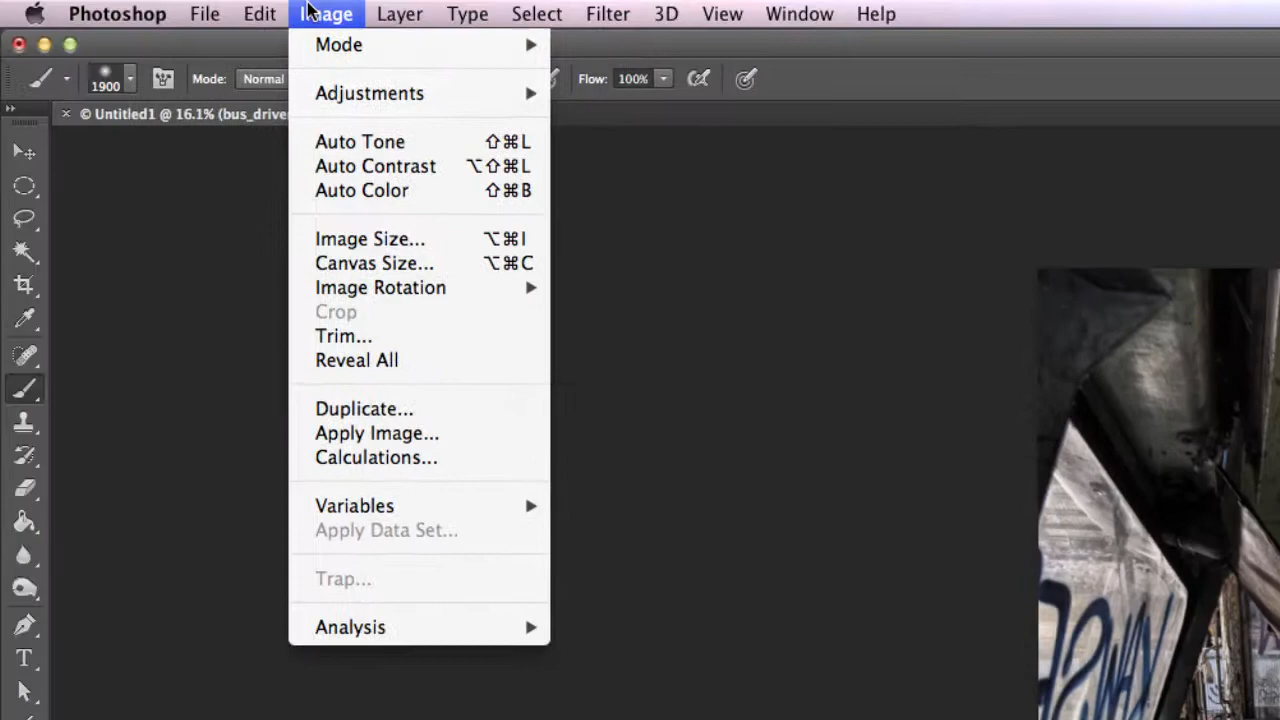 Photoshop File Edit Image Layer Type Select Filter 3D View Window Help
1900 Mode: Normal Flow: 100%
× © Untitled1 @ 16.1% (bus_drive
Mode
Adjustments
Auto Tone ⇧⌘L
Auto Contrast ⌥⇧⌘L
Auto Color ⇧⌘B
Image Size... ⌥⌘I
Canvas Size... ⌥⌘C
Image Rotation
Crop
Trim...
Reveal All
Duplicate...
Apply Image...
Calculations...
Variables
Apply Data Set...
Trap...
Analysis